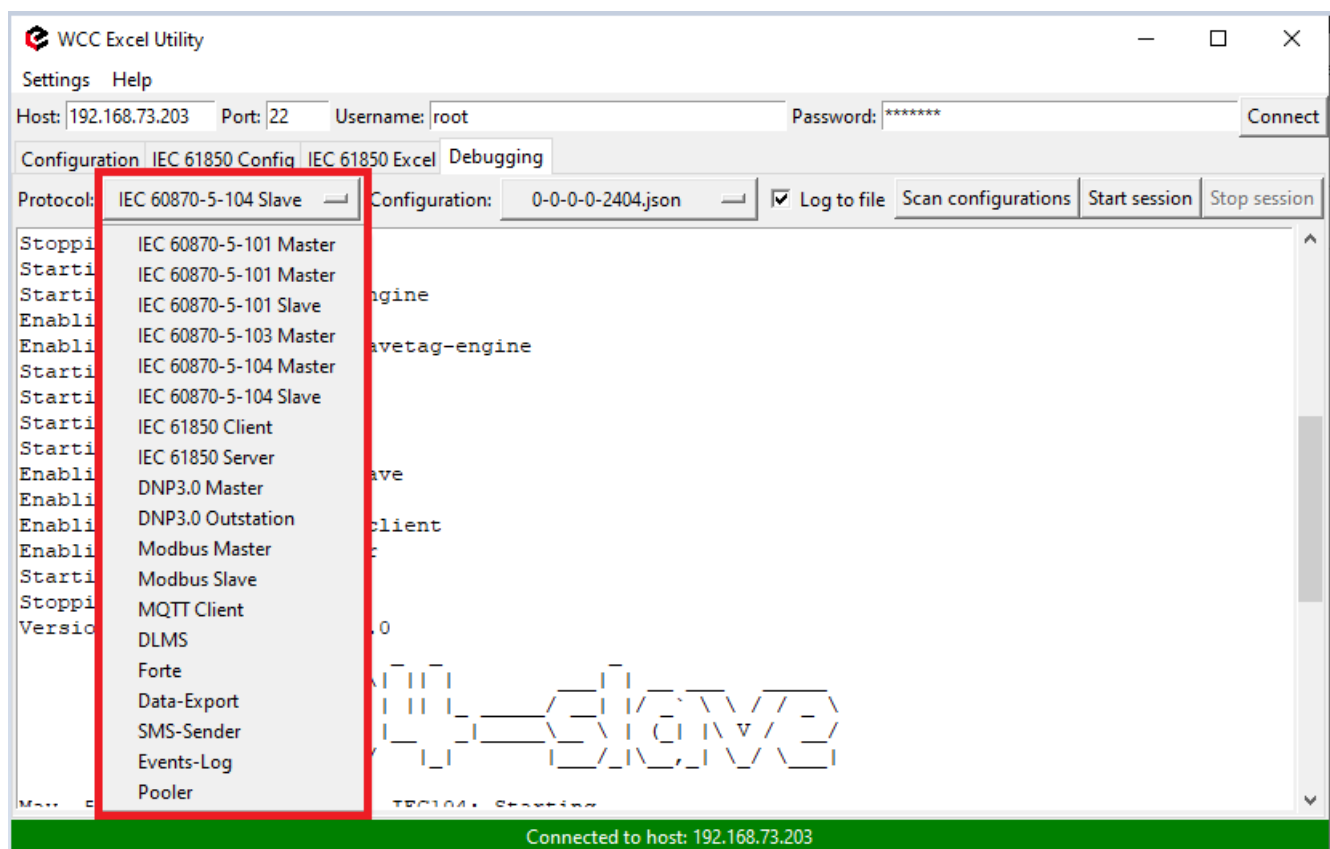 WCC Excel Utility
Settings Help
Host: 192.168.73.203 Port: 22 Username: root Password: ******* Connect
Configuration IEC 61850 Config IEC 61850 Excel Debugging
Protocol: IEC 60870-5-104 Slave Configuration: 0-0-0-0-2404.json Log to file Scan configurations Start session Stop session
IEC 60870-5-101 Master
IEC 60870-5-101 Master
IEC 60870-5-101 Slave
IEC 60870-5-103 Master
IEC 60870-5-104 Master
IEC 60870-5-104 Slave
IEC 61850 Client
IEC 61850 Server
DNP3.0 Master
DNP3.0 Outstation
Modbus Master
Modbus Slave
MQTT Client
DLMS
Forte
Data-Export
SMS-Sender
Events-Log
Pooler
Stoppi
Starti
Starti ngine
Enabli
Enabli avetag-engine
Starti
Starti
Starti
Starti
Enabli ave
Enabli
Enabli client
Enabli r
Starti
Stoppi
Versio .0
4-slave
IEC104: Starting
Connected to host: 192.168.73.203